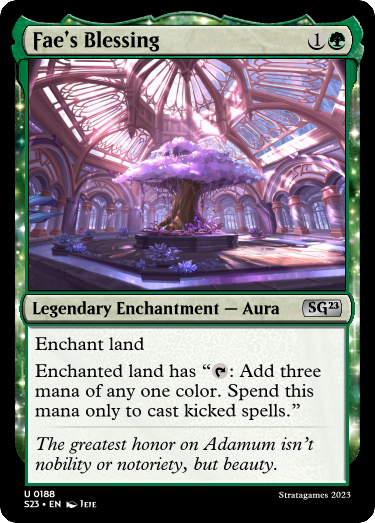 Fae's Blessing 1
Legendary Enchantment — Aura SG23
Enchant land
Enchanted land has “T: Add three
mana of any one color. Spend this
mana only to cast kicked spells.”
The greatest honor on Adamum isn't
nobility or notoriety, but beauty.
U 0188
S23 • EN JEJE
Stratagames 2023